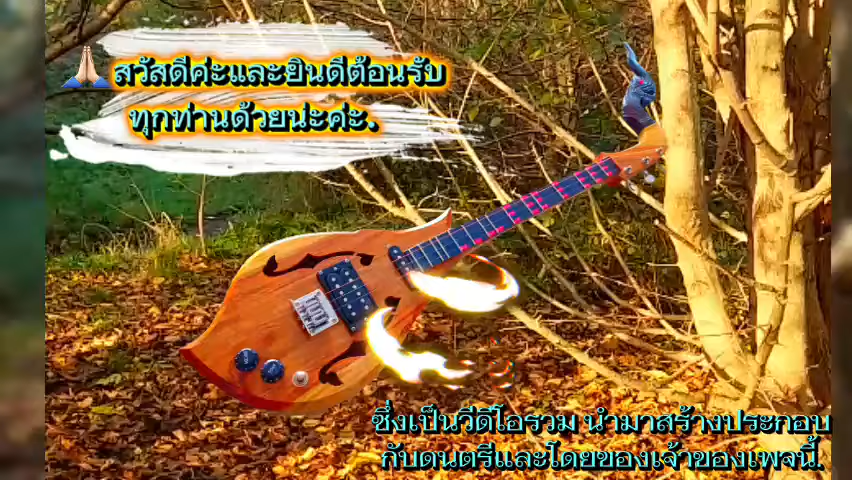 🙏🏻สวัสดีค่ะและยินดีต้อนรับ
ทุกท่านด้วยน่ะค่ะ.
ซึ่งเป็นวีดีโอรวม นำมาสร้างประกอบ
กับดนตรีและโดยของเจ้าของเพจนี้.